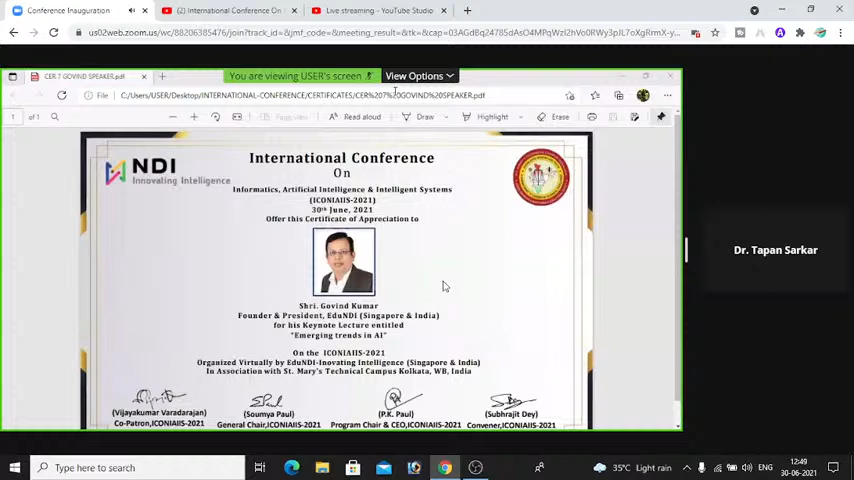 Conference Inauguration
(2) International Conference On I
Live streaming - YouTube Studio
us02web.zoom.us/wc/88206385476/join?track_id=&jmf_code=&meeting_result=&tk=&cap=03AGdBq24785dAsO4MPqWzl2hVo0RWy3pJL7oXgRrmX-y...
CER 7 GOVIND SPEAKER.pdf
You are viewing USER's screen
View Options
File
C:/Users/USER/Desktop/INTERNATIONAL-CONFERENCE/CERTIFICATES/CER%207%20GOVIND%20SPEAKER.pdf
1 of 1
Page view
Read aloud
Draw
Highlight
Erase
NDI
Innovating Intelligence
International Conference
On
Informatics, Artificial Intelligence & Intelligent Systems
(ICONIAIIS-2021)
30th June, 2021
Offer this Certificate of Appreciation to
Shri. Govind Kumar
Founder & President, EduNDI (Singapore & India)
for his Keynote Lecture entitled
"Emerging trends in AI"
On the ICONIAIIS-2021
Organized Virtually by EduNDI-Inovating Intelligence (Singapore & India)
In Association with St. Mary's Technical Campus Kolkata, WB, India
(Vijayakumar Varadarajan)
Co-Patron,ICONIAIIS-2021
(Soumya Paul)
General Chair,ICONIAIIS-2021
(P.K. Paul)
Program Chair & CEO,ICONIAIIS-2021
(Subhrajit Dey)
Convener,ICONIAIIS-2021
Dr. Tapan Sarkar
Type here to search
35°C Light rain
ENG
12:49
30-06-2021